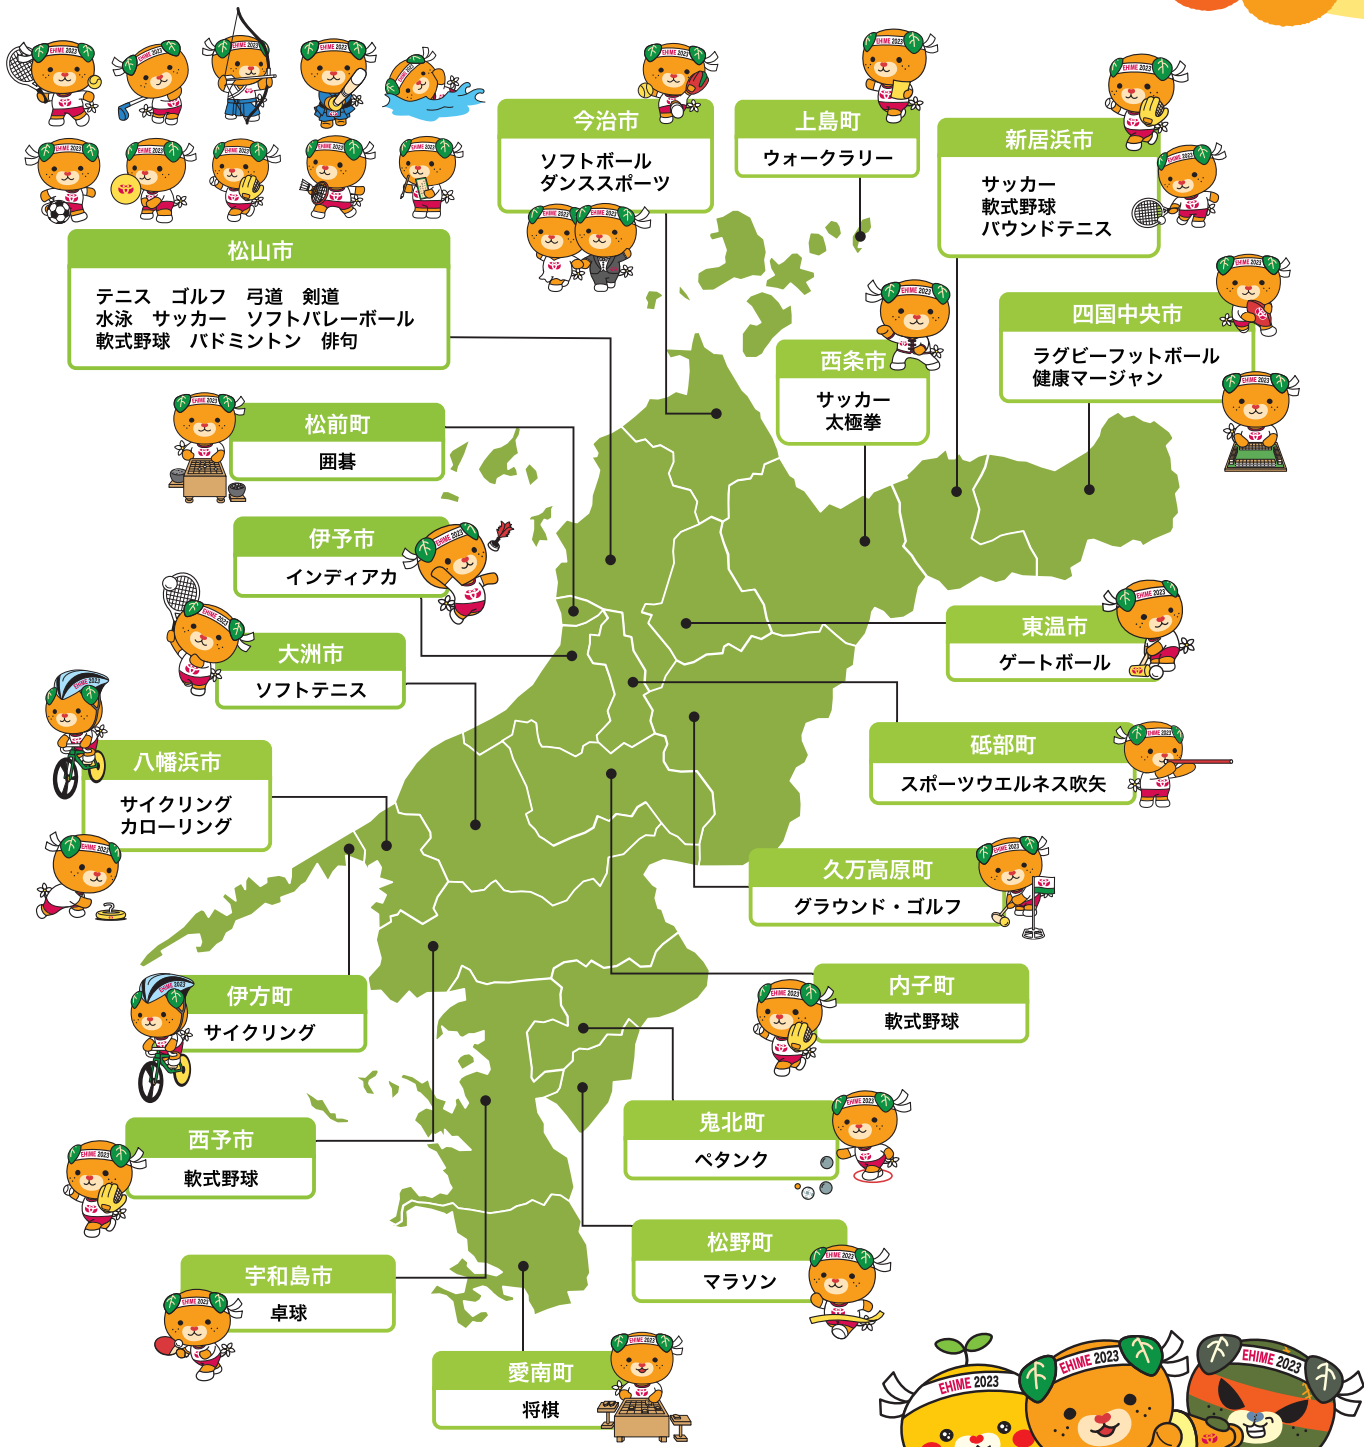 今治市
ソフトボール
ダンススポーツ
上島町
ウォークラリー
新居浜市
サッカー
軟式野球
バウンドテニス
松山市
テニス　ゴルフ　弓道　剣道
水泳　サッカー　ソフトバレーボール
軟式野球　バドミントン　俳句
四国中央市
ラグビーフットボール
健康マージャン
西条市
サッカー
太極拳
松前町
囲碁
伊予市
インディアカ
大洲市
ソフトテニス
東温市
ゲートボール
八幡浜市
サイクリング
カローリング
砥部町
スポーツウエルネス吹矢
久万高原町
グラウンド・ゴルフ
伊方町
サイクリング
内子町
軟式野球
西予市
軟式野球
鬼北町
ペタンク
松野町
マラソン
宇和島市
卓球
愛南町
将棋
EHIME 2023
EHIME 2023
EHIME 2023